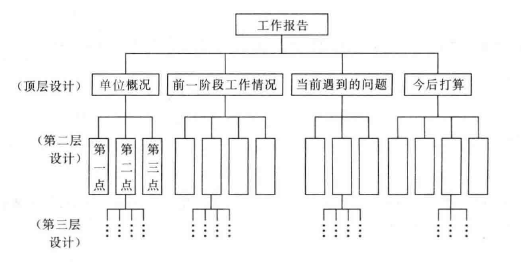 工作报告
（顶层设计）
单位概况
前一阶段工作情况
当前遇到的问题
今后打算
（第二层
设计）
第一点
第二点
第三点
（第三层
设计）